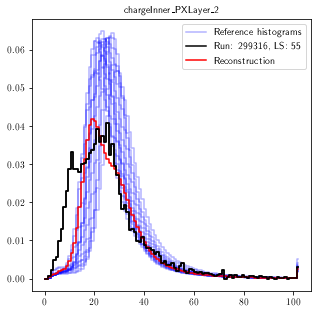 chargeInner_PXLayer_2
Reference histograms
Run: 299316, LS: 55
Reconstruction
0.06
0.05
0.04
0.03
0.02
0.01
0.00
0 20 40 60 80 100